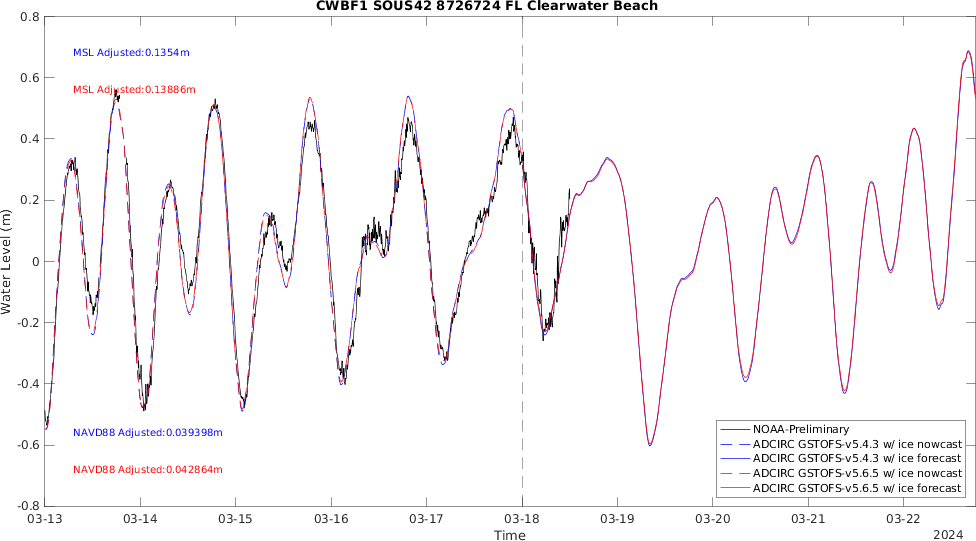 CWBF1 SOUS42 8726724 FL Clearwater Beach
0.8
0.6
0.4
0.2
0
-0.2
-0.4
-0.6
-0.8
Water Level (m)
MSL Adjusted:0.1354m
MSL Adjusted:0.13886m
NAVD88 Adjusted:0.039398m
NAVD88 Adjusted:0.042864m
NOAA-Preliminary
ADCIRC GSTOFS-v5.4.3 w/ ice nowcast
ADCIRC GSTOFS-v5.4.3 w/ ice forecast
ADCIRC GSTOFS-v5.6.5 w/ ice nowcast
ADCIRC GSTOFS-v5.6.5 w/ ice forecast
03-13 03-14 03-15 03-16 03-17 03-18 03-19 03-20 03-21 03-22
Time
2024